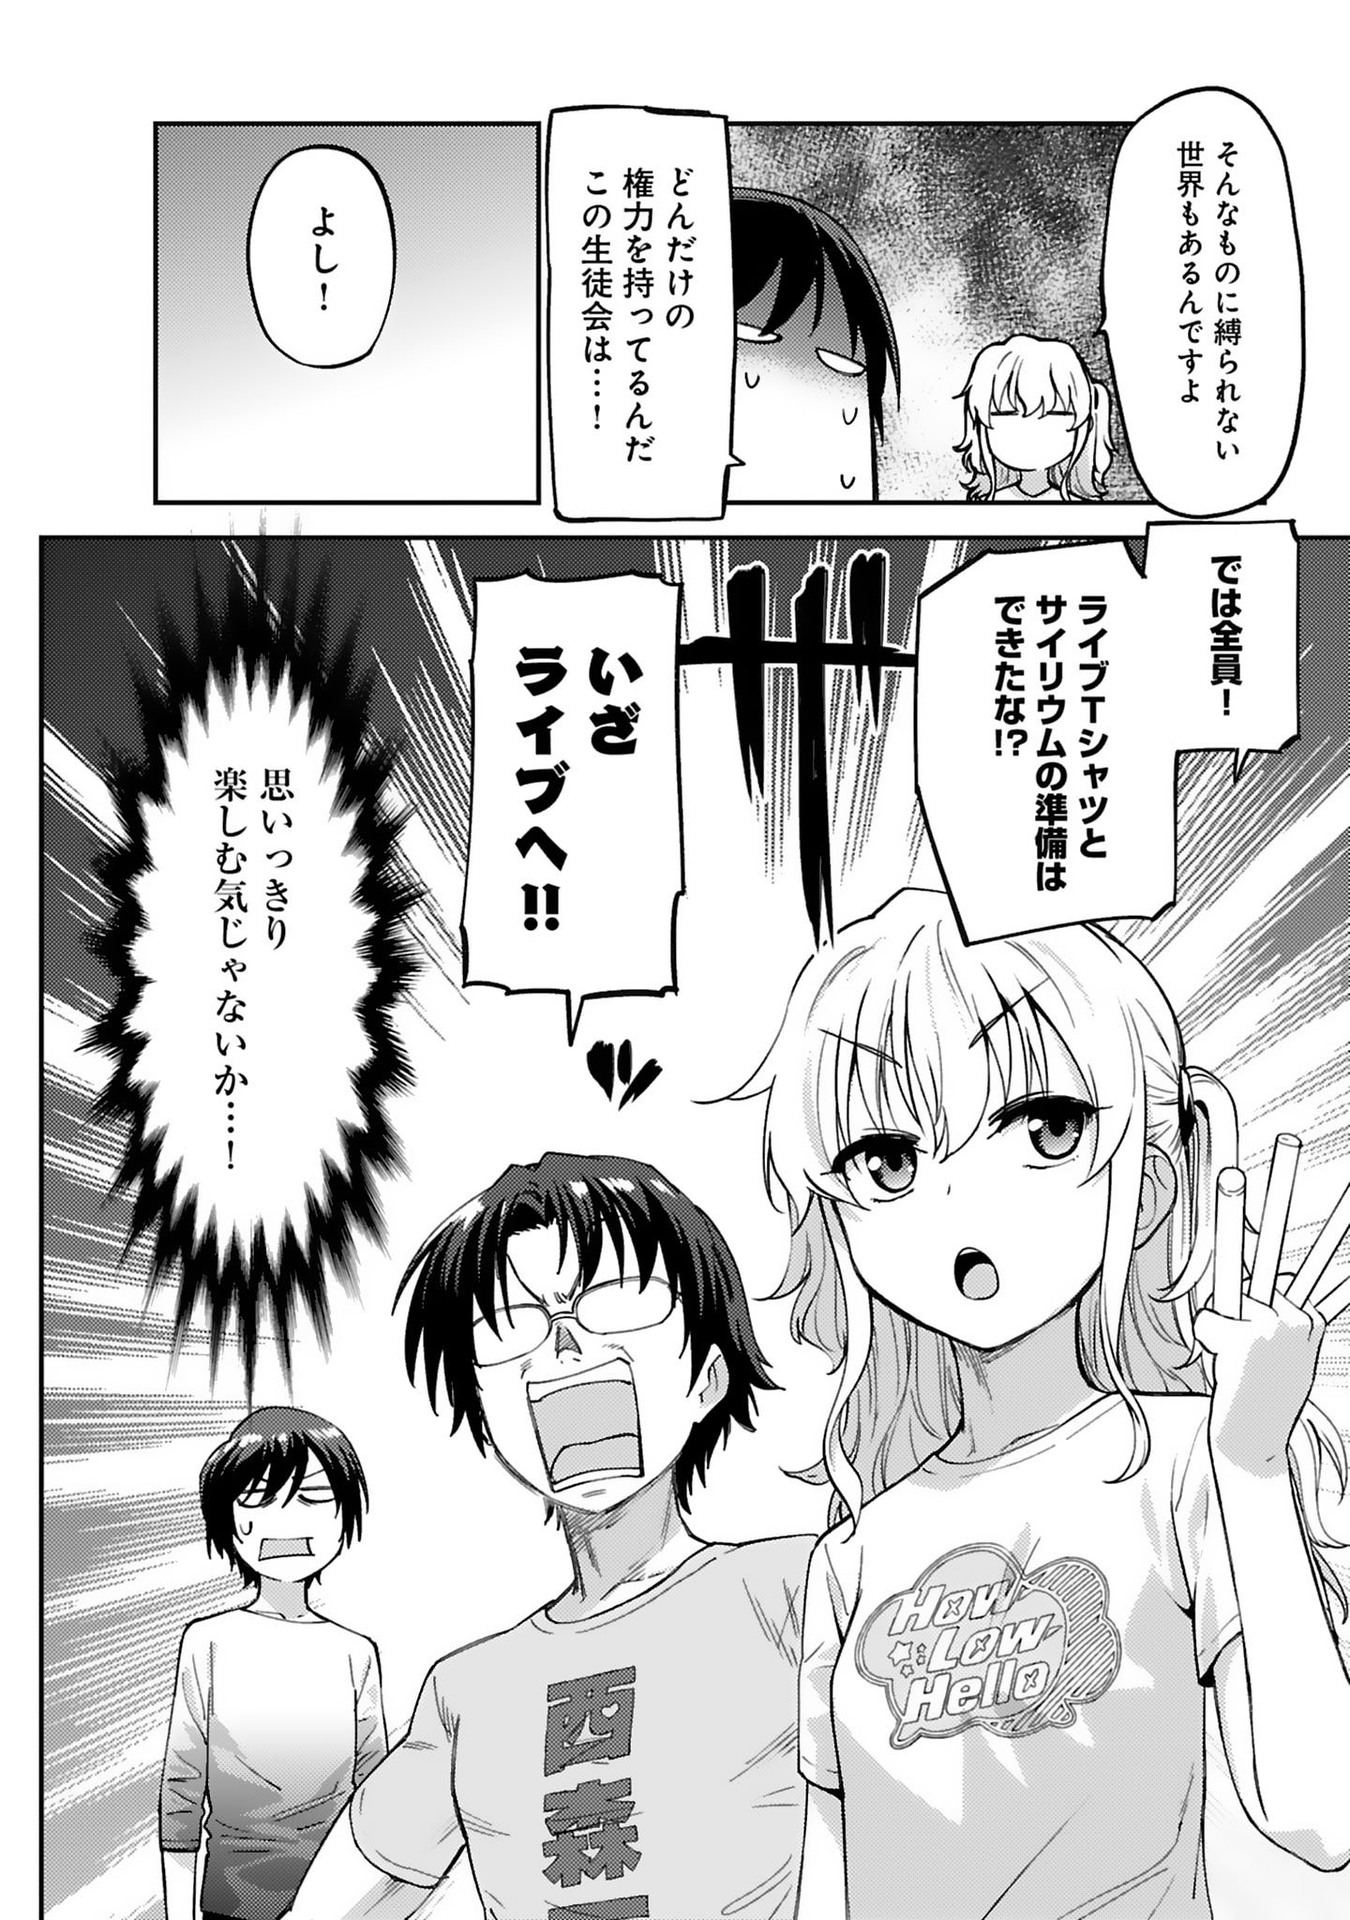 そんなものに縛られない
世界もあるんですよ
どんだけの
権力を持ってるんだ
この生徒会は…！
よし！
では全員！
ライブTシャツと
サイリウムの準備は
できたな!?
いざ
ライブへ!!
思いっきり
楽しむ気じゃないか…！
How
Low
Hello
西森